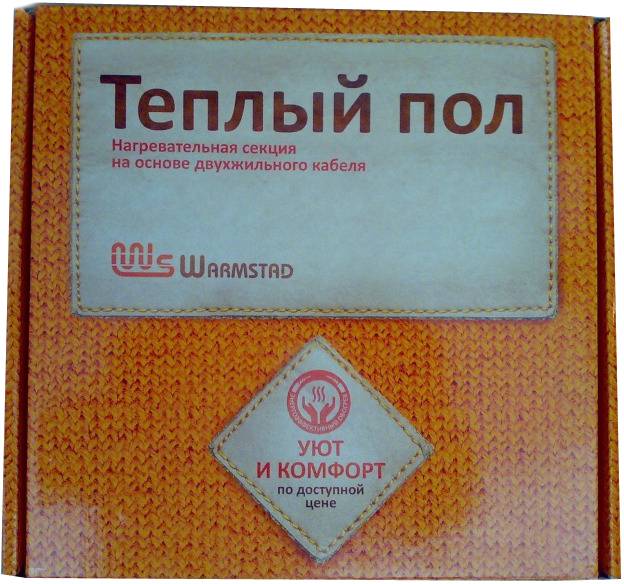 Теплый пол
Нагревательная секция
на основе двухжильного кабеля
WARMSTAD
УЮТ
И КОМФОРТ
по доступной
цене